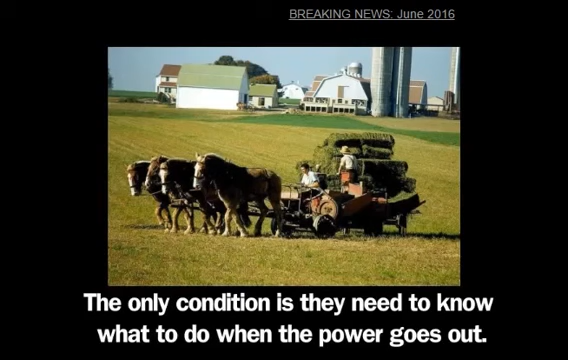 BREAKING NEWS: June 2016
The only condition is they need to know
what to do when the power goes out.